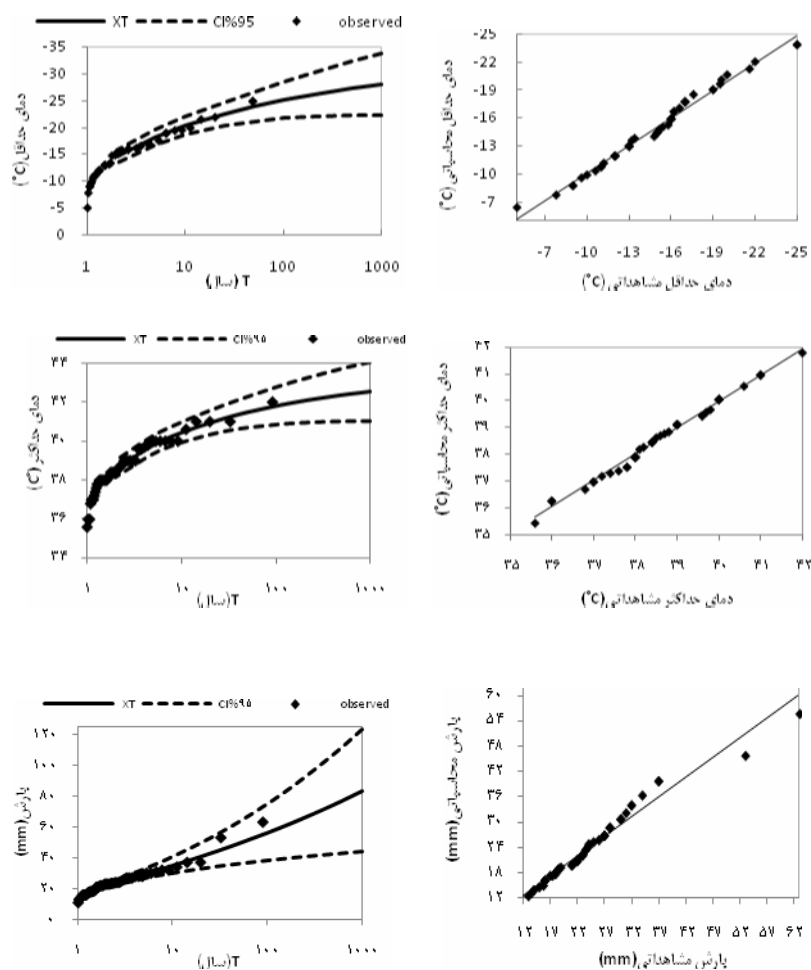 XT CI%95 observed
-35
-30
-25
-20
-15
-10
-5
0
دمای حداقل (°C)
1 10 100 1000
T (سال)
-25
-22
-19
-16
-13
-10
-7
دمای حداقل محاسباتی (°C)
-7 -10 -13 -16 -19 -22 -25
دمای حداقل مشاهداتی (°C)
XT CI%۹۵ observed
۴۴
۴۲
۴۰
۳۸
۳۶
۳۴
دمای حداکثر (C°)
۱ ۱۰ ۱۰۰ ۱۰۰۰
T(سال)
۴۲
۴۱
۴۰
۳۹
۳۸
۳۷
۳۶
۳۵
دمای حداکثر محاسباتی (°C)
۳۵ ۳۶ ۳۷ ۳۸ ۳۹ ۴۰ ۴۱ ۴۲
دمای حداکثر مشاهداتی (°C)
XT CI%۹۵ observed
۱۲۰
۱۰۰
۸۰
۶۰
۴۰
۲۰
۰
بارش (mm)
۱ ۱۰ ۱۰۰ ۱۰۰۰
T(سال)
۶۰
۵۴
۴۸
۴۲
۳۶
۳۰
۲۴
۱۸
۱۲
بارش محاسباتی (mm)
۱۲ ۱۷ ۲۲ ۲۷ ۳۲ ۳۷ ۴۲ ۴۷ ۵۲ ۵۷ ۶۲
بارش مشاهداتی (mm)